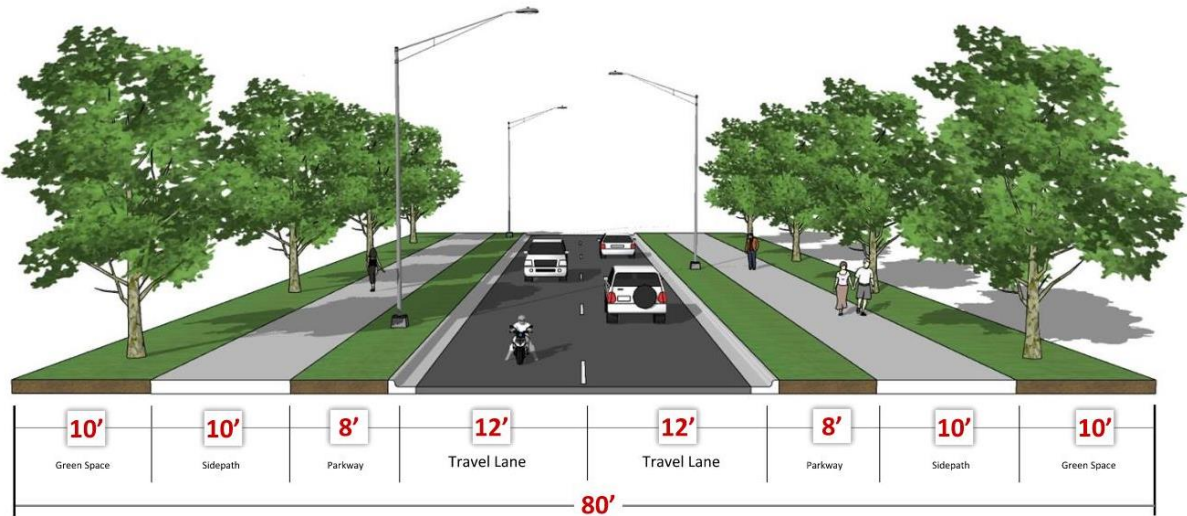 10’ 10’ 8’ 12’ 12’ 8’ 10’ 10’
Green Space Sidepath Parkway Travel Lane Travel Lane Parkway Sidepath Green Space
80’